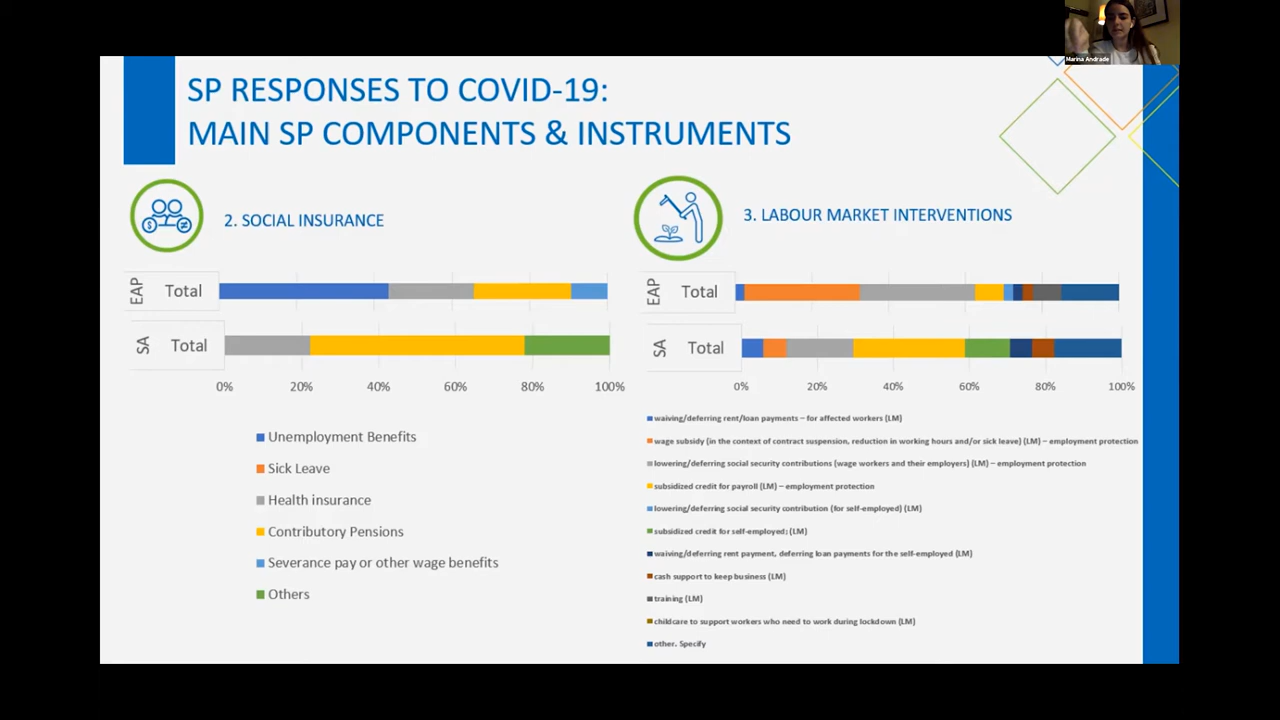 Marina Andrade
SP RESPONSES TO COVID-19:
MAIN SP COMPONENTS & INSTRUMENTS
2. SOCIAL INSURANCE
EAP
Total
SA
Total
0% 20% 40% 60% 80% 100%
Unemployment Benefits
Sick Leave
Health insurance
Contributory Pensions
Severance pay or other wage benefits
Others
3. LABOUR MARKET INTERVENTIONS
EAP
Total
SA
Total
0% 20% 40% 60% 80% 100%
waiving/deferring rent/loan payments – for affected workers (LM)
wage subsidy (in the context of contract suspension, reduction in working hours and/or sick leave) (LM) – employment protection
lowering/deferring social security contributions (wage workers and their employers) (LM) – employment protection
subsidized credit for payroll (LM) – employment protection
lowering/deferring social security contribution (for self-employed) (LM)
subsidized credit for self-employed; (LM)
waiving/deferring rent payment, deferring loan payments for the self-employed (LM)
cash support to keep business (LM)
training (LM)
childcare to support workers who need to work during lockdown (LM)
other. Specify